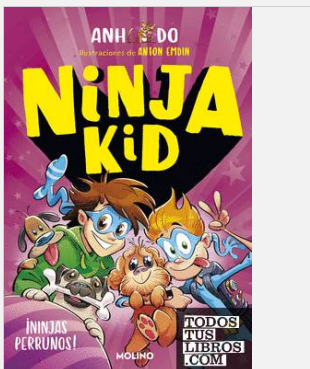 ANH DO
Ilustraciones de ANTON EMDIN
NINJA
KID
¡NINJAS
PERRUNOS!
MOLINO
TODOS
TUS
LIBROS
.COM